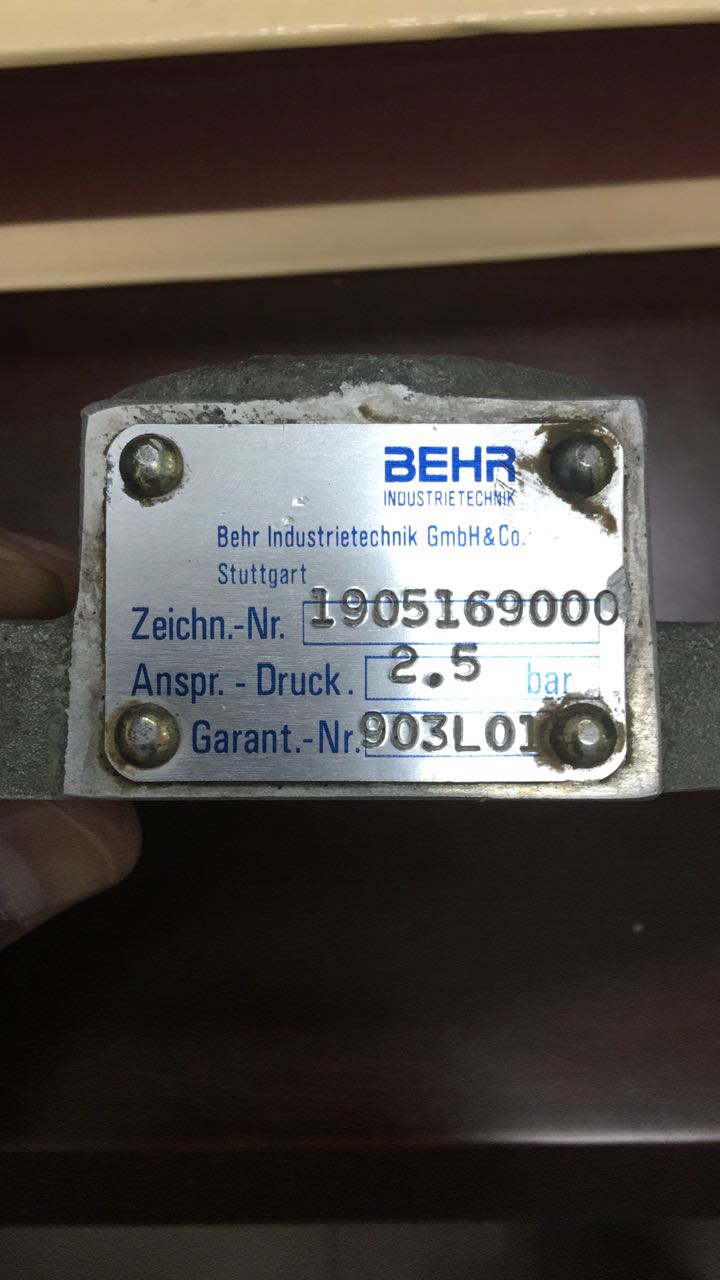 BEHR
INDUSTRIETECHNIK
Behr Industrietechnik GmbH & Co.
Stuttgart
Zeichn.-Nr. 1905169000
Anspr. - Druck. 2.5 bar
Garant.-Nr. 903L01